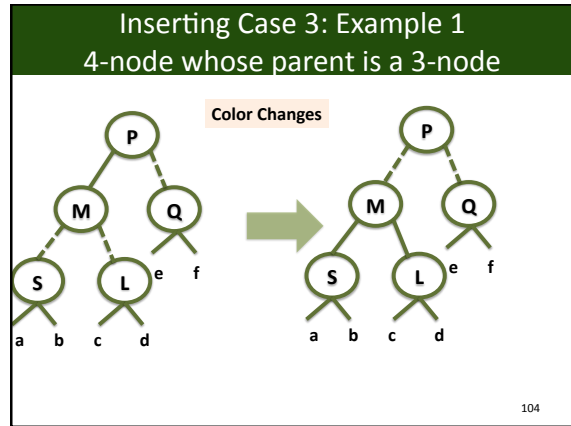 Inserting Case 3: Example 1
4-node whose parent is a 3-node
Color Changes
P
P
M
Q
M
Q
S
L
e
f
S
L
e
f
a
b
c
d
a
b
c
d
104